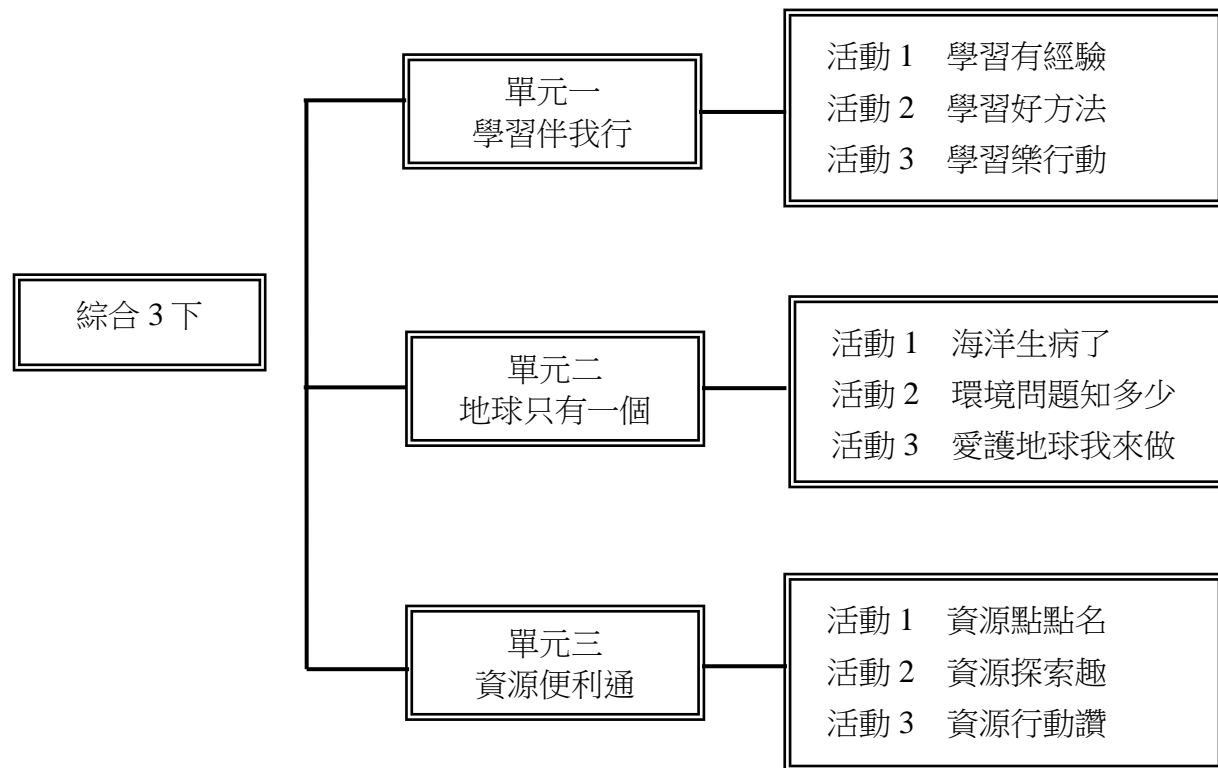 綜合 3 下
單元一
學習伴我行
活動 1　學習有經驗
活動 2　學習好方法
活動 3　學習樂行動
單元二
地球只有一個
活動 1　海洋生病了
活動 2　環境問題知多少
活動 3　愛護地球我來做
單元三
資源便利通
活動 1　資源點點名
活動 2　資源探索趣
活動 3　資源行動讚